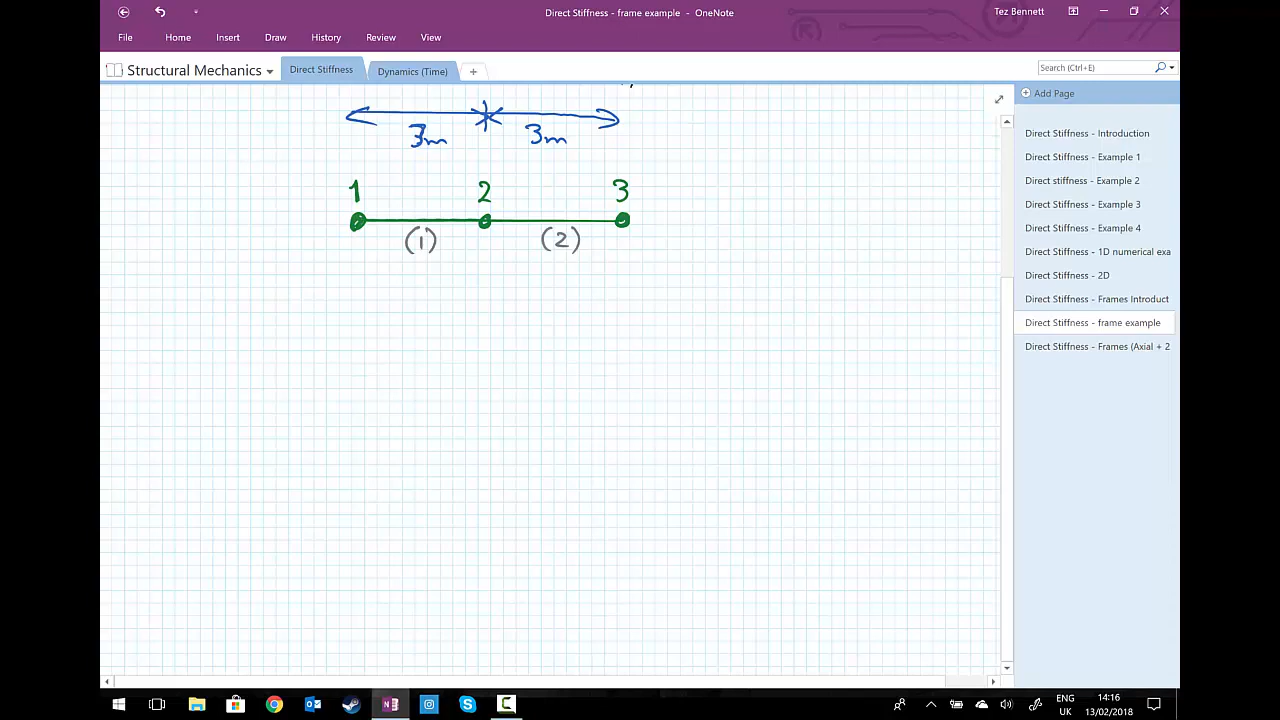 Direct Stiffness - frame example - OneNote
Tez Bennett
File Home Insert Draw History Review View
Structural Mechanics
Direct Stiffness
Dynamics (Time)
+
Search (Ctrl+E)
Add Page
Direct Stiffness - Introduction
Direct Stiffness - Example 1
Direct stiffness - Example 2
Direct Stiffness - Example 3
Direct Stiffness - Example 4
Direct Stiffness - 1D numerical exa
Direct Stiffness - 2D
Direct Stiffness - Frames Introduct
Direct Stiffness - frame example
Direct Stiffness - Frames (Axial + 2
3m 3m
1 2 3
(1) (2)
ENG
UK
14:16
13/02/2018